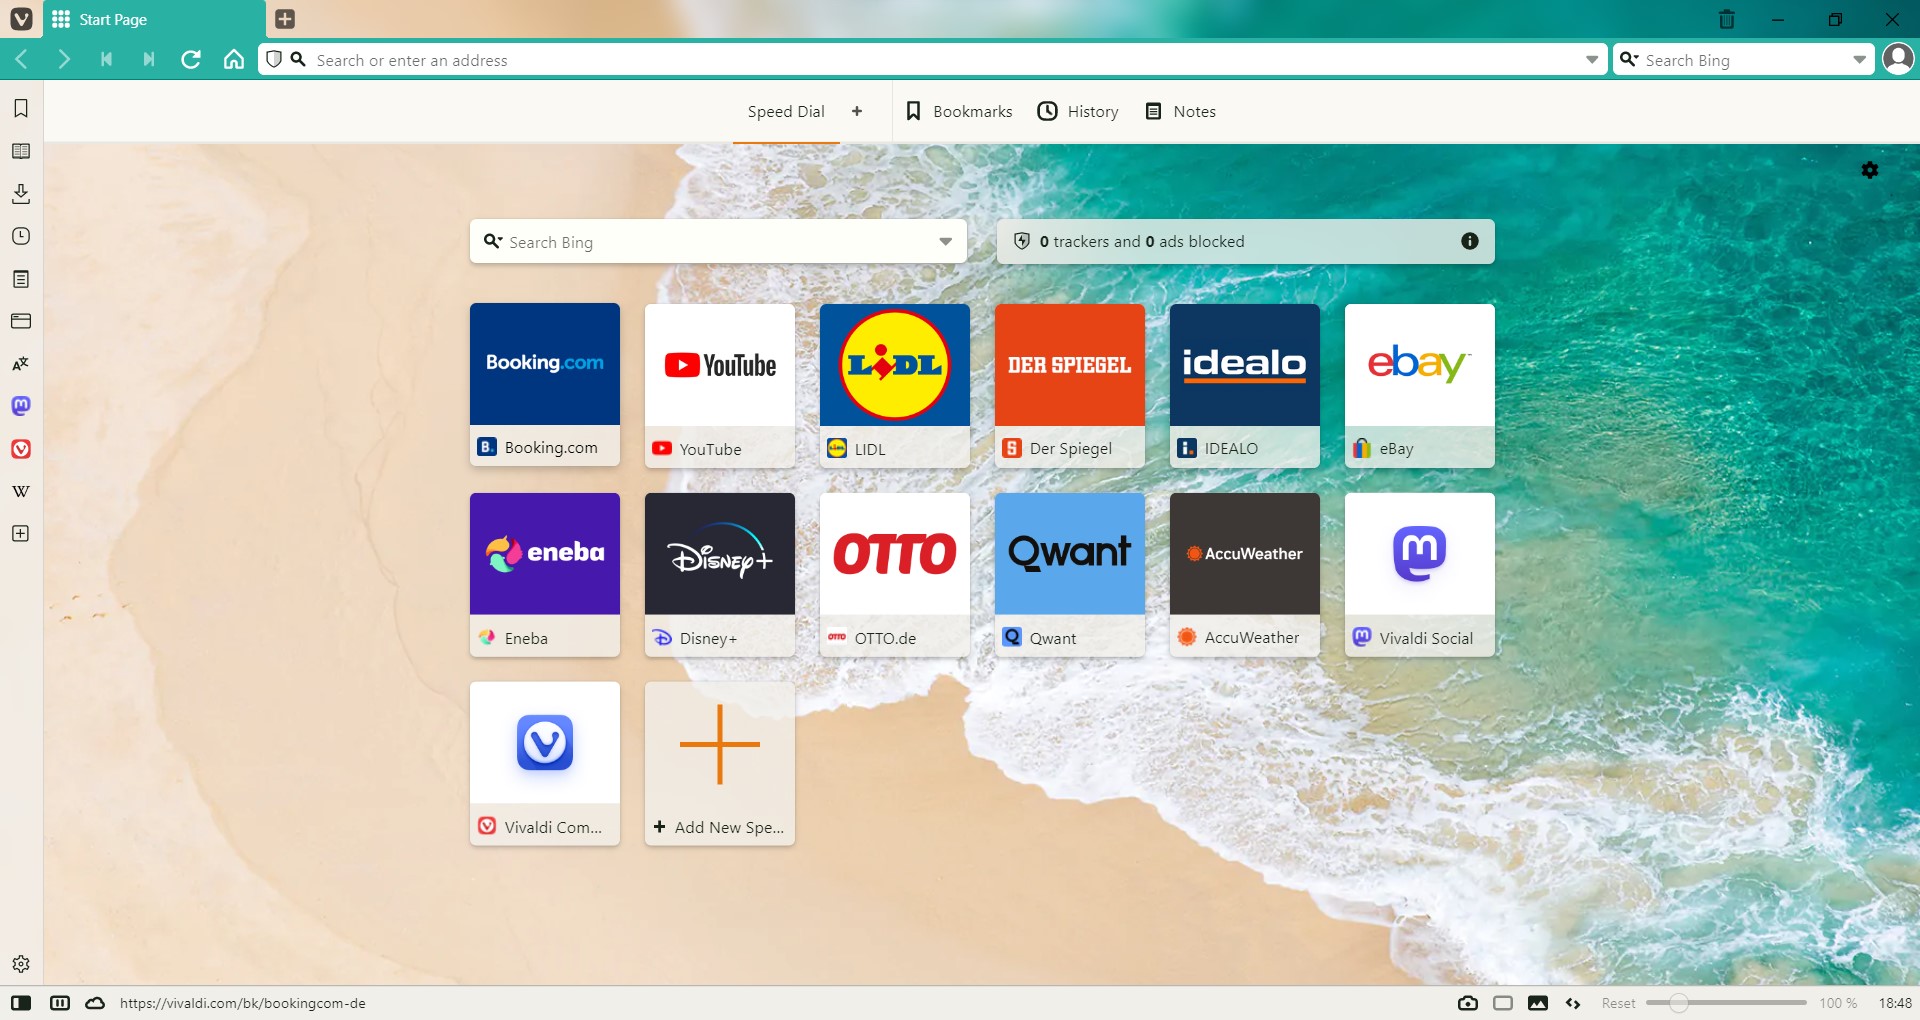 Start Page
Search or enter an address
Search Bing
Speed Dial
Bookmarks
History
Notes
Search Bing
0 trackers and 0 ads blocked
Booking.com
YouTube
LIDL
DER SPIEGEL
idealo
ebay
Booking.com
YouTube
LIDL
Der Spiegel
IDEALO
eBay
eneba
Disney+
OTTO
Qwant
AccuWeather
Eneba
Disney+
OTTO.de
Qwant
AccuWeather
Vivaldi Social
Vivaldi Com...
Add New Spe...
https://vivaldi.com/bk/bookingcom-de
Reset
100 %
18:48